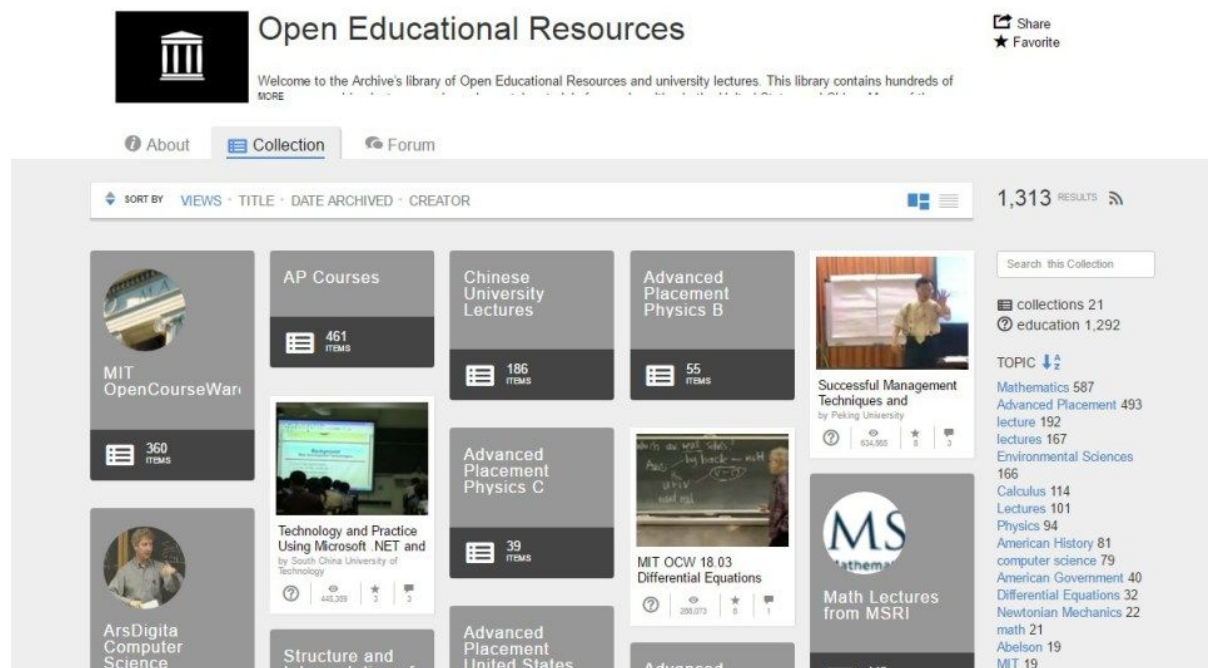 Open Educational Resources
Share
Favorite
Welcome to the Archive's library of Open Educational Resources and university lectures. This library contains hundreds of
MORE
About
Collection
Forum
SORT BY VIEWS · TITLE · DATE ARCHIVED · CREATOR
1,313 RESULTS
MIT
OpenCourseWar
360
ITEMS
AP Courses
461
ITEMS
Chinese
University
Lectures
186
ITEMS
Advanced
Placement
Physics B
55
ITEMS
Successful Management
Techniques and
by Peking University
634,565
3
Search this Collection
collections 21
education 1,292
TOPIC
Mathematics 587
Advanced Placement 493
lecture 192
lectures 167
Environmental Sciences
166
Calculus 114
Lectures 101
Physics 94
American History 81
computer science 79
American Government 40
Differential Equations 32
Newtonian Mechanics 22
math 21
Abelson 19
MIT 19
Technology and Practice
Using Microsoft .NET and
by South China University of
Technology
445,369
3
3
Advanced
Placement
Physics C
39
ITEMS
MIT OCW 18.03
Differential Equations
1
MS
Mathema
Math Lectures
from MSRI
ArsDigita
Computer
Science
Structure and
Advanced
Placement
United States
Advanced